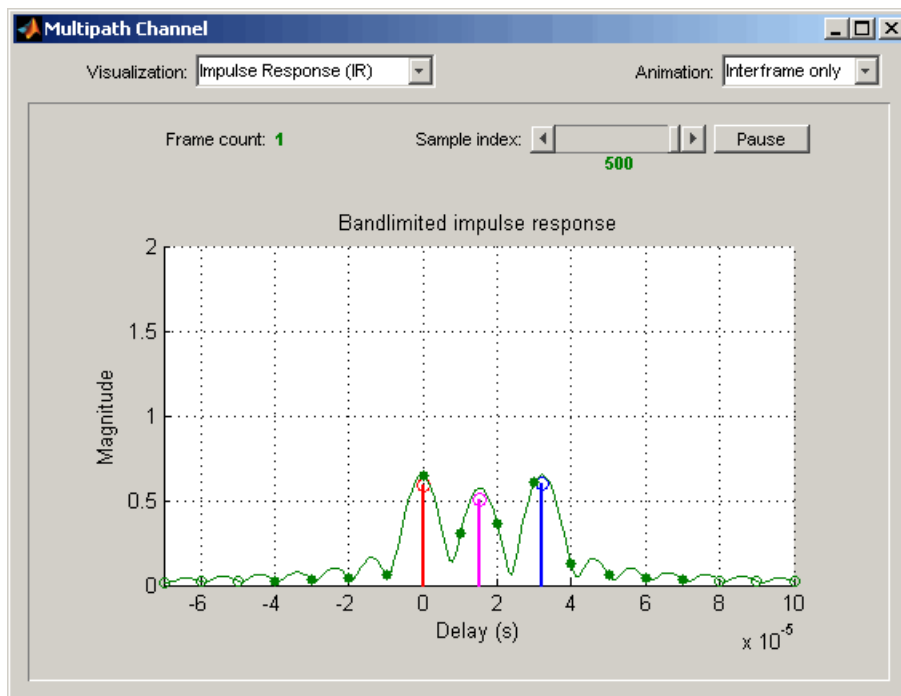 Multipath Channel
Visualization: Impulse Response (IR) Animation: Interframe only
Frame count: 1 Sample index: Pause
500
Bandlimited impulse response
2
1.5
1
0.5
0
Magnitude
-6 -4 -2 0 2 4 6 8 10
Delay (s)
x 10^-5